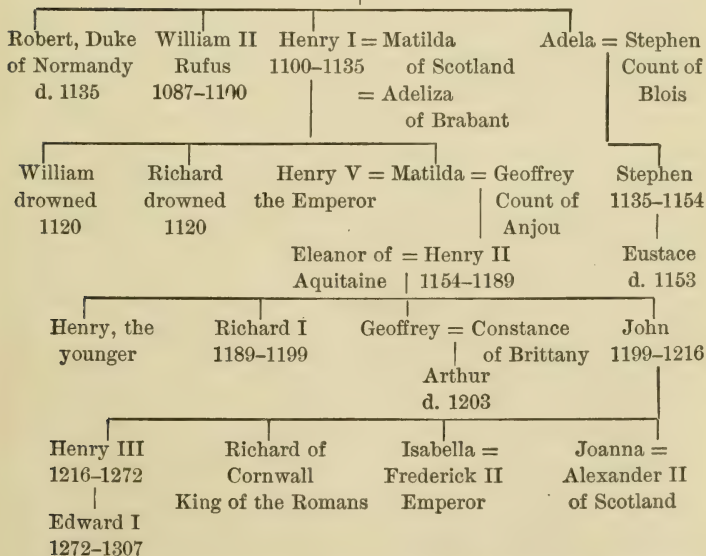 Robert, Duke William II Henry I = Matilda Adela = Stephen
of Normandy Rufus 1100–1135 of Scotland Count of
d. 1135 1087–1100 = Adeliza Blois
of Brabant
William Richard Henry V = Matilda = Geoffrey Stephen
drowned drowned the Emperor Count of 1135–1154
1120 1120 Anjou
Eleanor of = Henry II Eustace
Aquitaine 1154–1189 d. 1153
Henry, the Richard I Geoffrey = Constance John
younger 1189–1199 of Brittany 1199–1216
Arthur
d. 1203
Henry III Richard of Isabella = Joanna =
1216–1272 Cornwall Frederick II Alexander II
King of the Romans Emperor of Scotland
Edward I
1272–1307